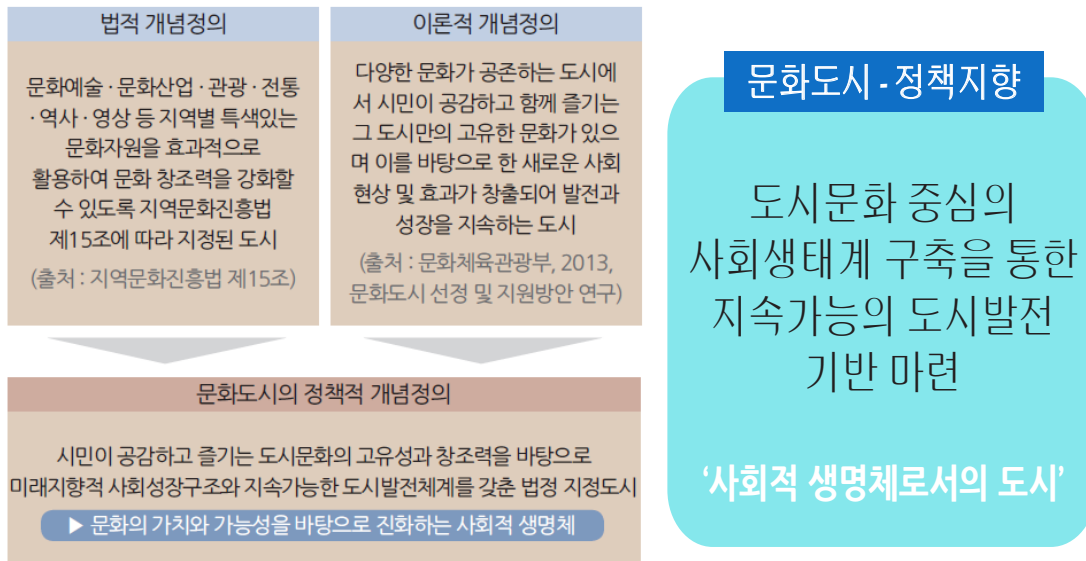 법적 개념정의
문화예술 · 문화산업 · 관광 · 전통
· 역사 · 영상 등 지역별 특색있는
문화자원을 효과적으로
활용하여 문화 창조력을 강화할
수 있도록 지역문화진흥법
제15조에 따라 지정된 도시
(출처 : 지역문화진흥법 제15조)
이론적 개념정의
다양한 문화가 공존하는 도시에
서 시민이 공감하고 함께 즐기는
그 도시만의 고유한 문화가 있으
며 이를 바탕으로 한 새로운 사회
현상 및 효과가 창출되어 발전과
성장을 지속하는 도시
(출처 : 문화체육관광부, 2013,
문화도시 선정 및 지원방안 연구)
문화도시의 정책적 개념정의
시민이 공감하고 즐기는 도시문화의 고유성과 창조력을 바탕으로
미래지향적 사회성장구조와 지속가능한 도시발전체계를 갖춘 법정 지정도시
▶ 문화의 가치와 가능성을 바탕으로 진화하는 사회적 생명체
문화도시 - 정책지향
도시문화 중심의
사회생태계 구축을 통한
지속가능의 도시발전
기반 마련
‘사회적 생명체로서의 도시’